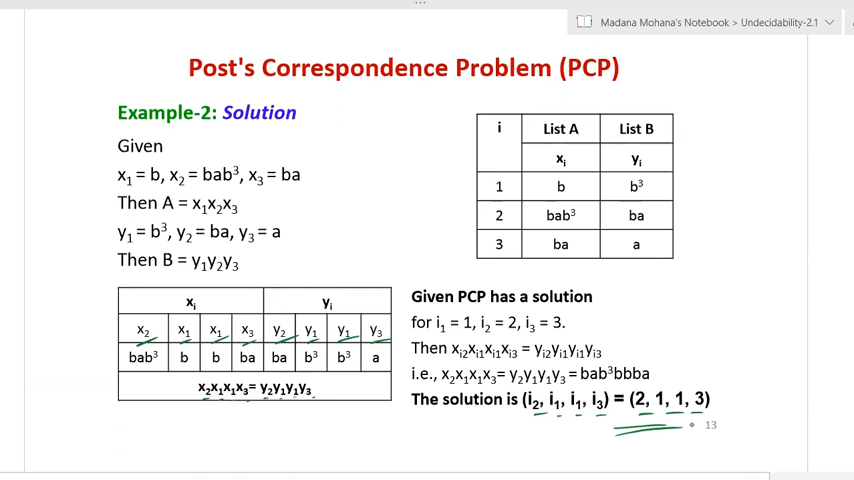 Madana Mohana's Notebook > Undecidability-2.1
Post's Correspondence Problem (PCP)
Example-2: Solution
Given
x₁ = b, x₂ = bab³, x₃ = ba
Then A = x₁x₂x₃
y₁ = b³, y₂ = ba, y₃ = a
Then B = y₁y₂y₃
i List A List B
xᵢ yᵢ
1 b b³
2 bab³ ba
3 ba a
xᵢ yᵢ
x₂ x₁ x₁ x₃ y₂ y₁ y₁ y₃
bab³ b b ba ba b³ b³ a
x₂x₁x₁x₃= y₂y₁y₁y₃
Given PCP has a solution
for i₁ = 1, i₂ = 2, i₃ = 3.
Then xᵢ₂xᵢ₁xᵢ₁xᵢ₃ = yᵢ₂yᵢ₁yᵢ₁yᵢ₃
i.e., x₂x₁x₁x₃= y₂y₁y₁y₃ = bab³bbba
The solution is (i₂, i₁, i₁, i₃) = (2, 1, 1, 3)
13